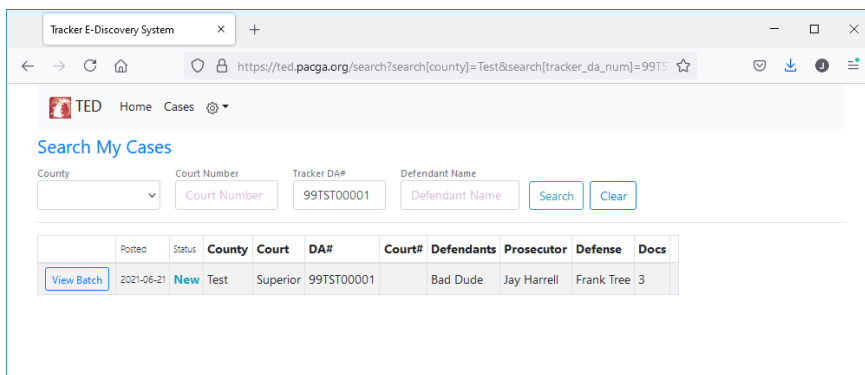 Tracker E-Discovery System
https://ted.pacga.org/search?search[county]=Test&search[tracker_da_num]=99TS
J
TED Home Cases
Search My Cases
County Court Number Tracker DA# Defendant Name
Court Number 99TST00001 Defendant Name Search Clear
Posted Status County Court DA# Court# Defendants Prosecutor Defense Docs
View Batch 2021-06-21 New Test Superior 99TST00001 Bad Dude Jay Harrell Frank Tree 3